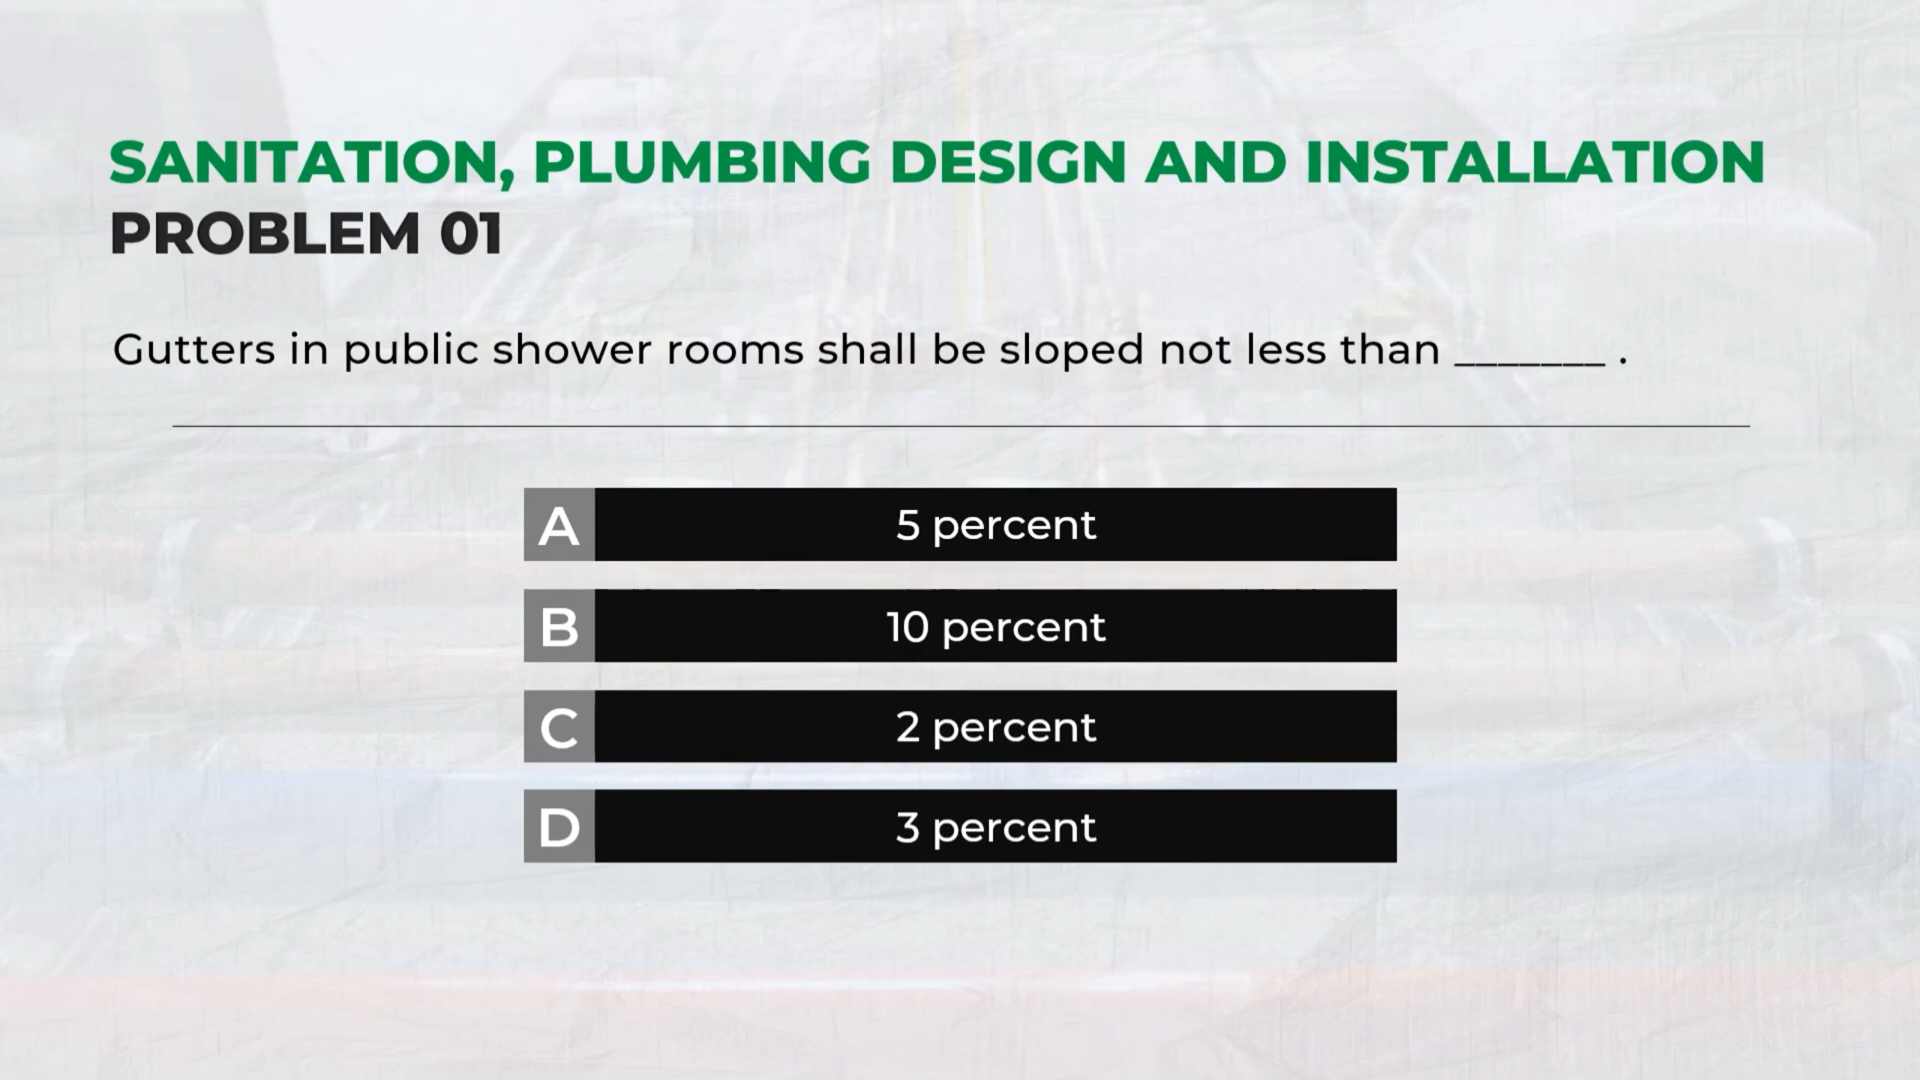 SANITATION, PLUMBING DESIGN AND INSTALLATION
PROBLEM 01
Gutters in public shower rooms shall be sloped not less than _______ .
A 5 percent
B 10 percent
C 2 percent
D 3 percent